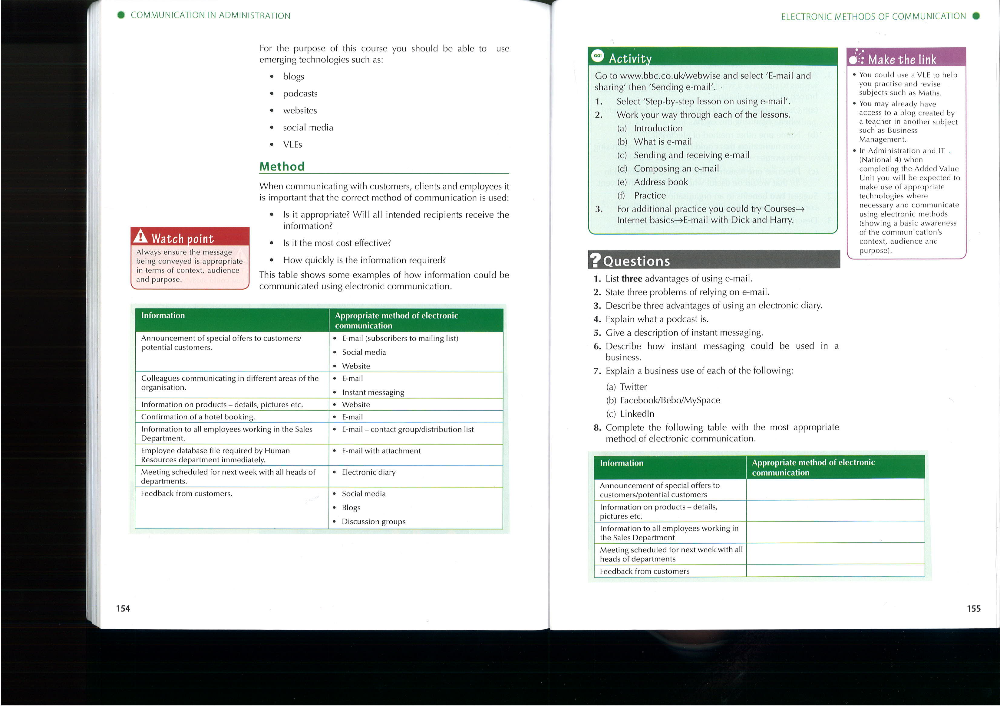 COMMUNICATION IN ADMINISTRATION
For the purpose of this course you should be able to use
emerging technologies such as:
• blogs
• podcasts
• websites
• social media
• VLEs
Method
When communicating with customers, clients and employees it
is important that the correct method of communication is used:
• Is it appropriate? Will all intended recipients receive the
information?
• Is it the most cost effective?
• How quickly is the information required?
This table shows some examples of how information could be
communicated using electronic communication.
Watch point
Always ensure the message
being conveyed is appropriate
in terms of context, audience
and purpose.
Information
Appropriate method of electronic
communication
Announcement of special offers to customers/
potential customers.
• E-mail (subscribers to mailing list)
• Social media
• Website
Colleagues communicating in different areas of the
organisation.
• E-mail
• Instant messaging
Information on products – details, pictures etc.
• Website
Confirmation of a hotel booking.
• E-mail
Information to all employees working in the Sales
Department.
• E-mail – contact group/distribution list
Employee database file required by Human
Resources department immediately.
• E-mail with attachment
Meeting scheduled for next week with all heads of
departments.
• Electronic diary
Feedback from customers.
• Social media
• Blogs
• Discussion groups
154
ELECTRONIC METHODS OF COMMUNICATION
GO! Activity
Go to www.bbc.co.uk/webwise and select ‘E-mail and
sharing’ then ‘Sending e-mail’.
1. Select ‘Step-by-step lesson on using e-mail’.
2. Work your way through each of the lessons.
(a) Introduction
(b) What is e-mail
(c) Sending and receiving e-mail
(d) Composing an e-mail
(e) Address book
(f) Practice
3. For additional practice you could try Courses→
Internet basics→E-mail with Dick and Harry.
Make the link
• You could use a VLE to help
you practise and revise
subjects such as Maths.
• You may already have
access to a blog created by
a teacher in another subject
such as Business
Management.
• In Administration and IT
(National 4) when
completing the Added Value
Unit you will be expected to
make use of appropriate
technologies where
necessary and communicate
using electronic methods
(showing a basic awareness
of the communication’s
context, audience and
purpose).
? Questions
1. List three advantages of using e-mail.
2. State three problems of relying on e-mail.
3. Describe three advantages of using an electronic diary.
4. Explain what a podcast is.
5. Give a description of instant messaging.
6. Describe how instant messaging could be used in a
business.
7. Explain a business use of each of the following:
(a) Twitter
(b) Facebook/Bebo/MySpace
(c) LinkedIn
8. Complete the following table with the most appropriate
method of electronic communication.
Information
Appropriate method of electronic
communication
Announcement of special offers to
customers/potential customers
Information on products – details,
pictures etc.
Information to all employees working in
the Sales Department
Meeting scheduled for next week with all
heads of departments
Feedback from customers
155